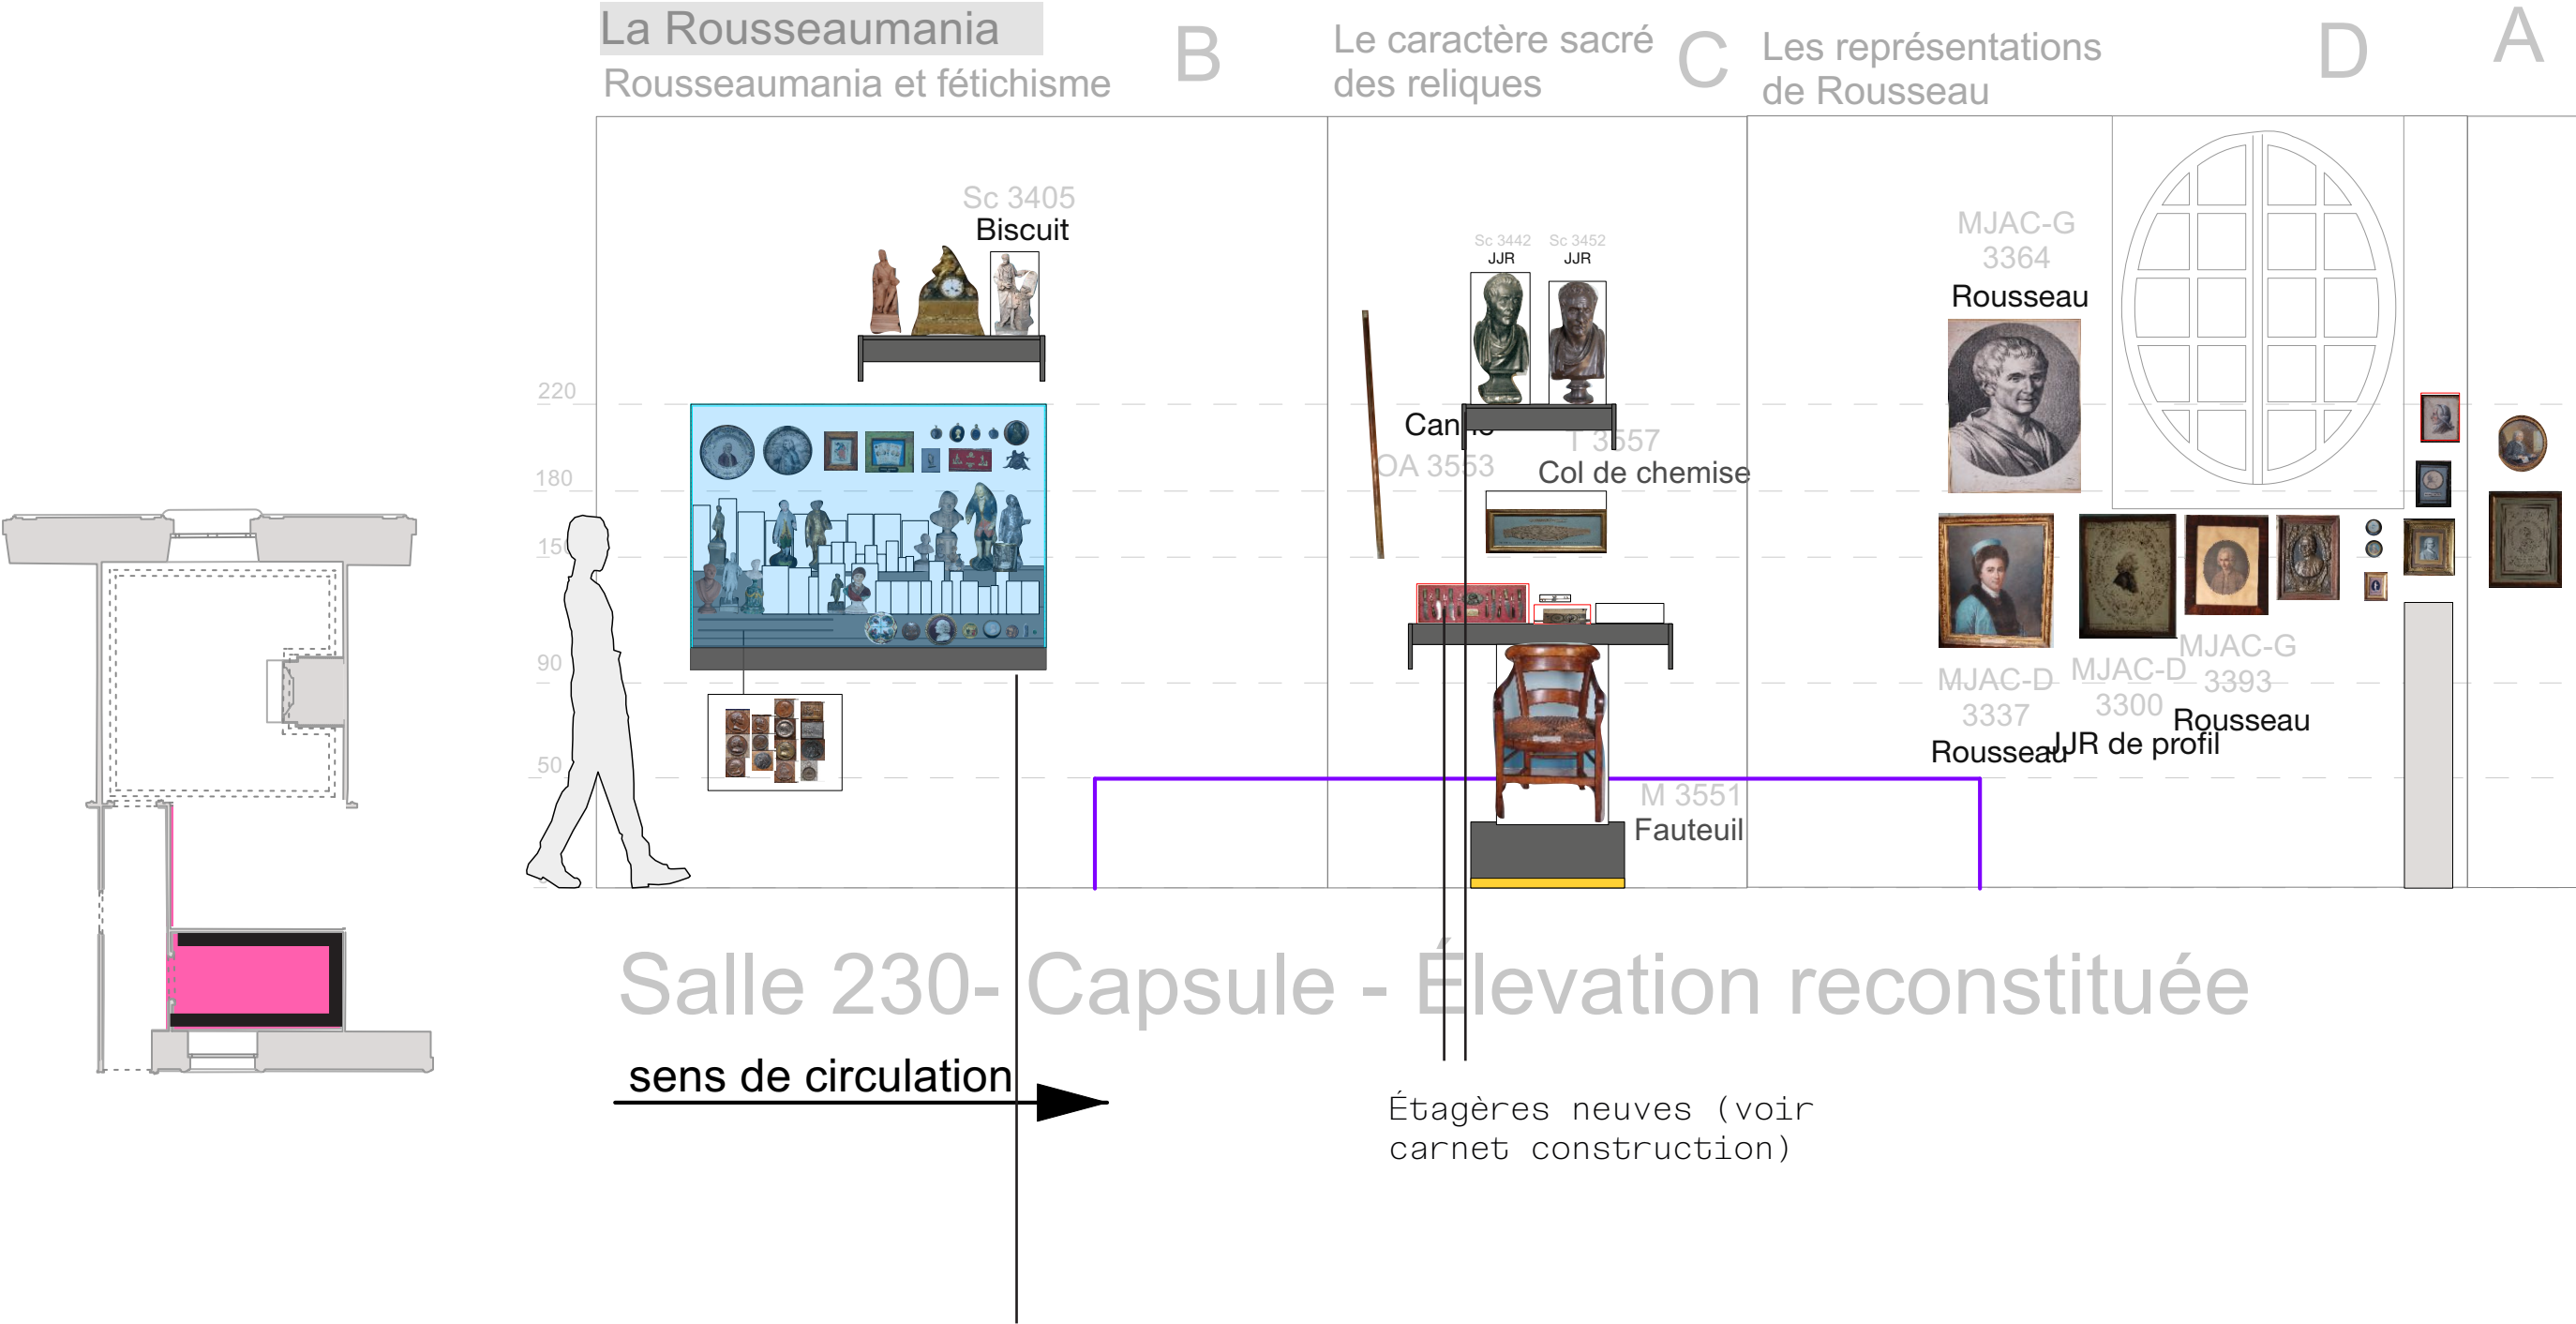 La Rousseaumania
Rousseaumania et fétichisme
B
Le caractère sacré
des reliques
C
Les représentations
de Rousseau
D
A
Sc 3405
Biscuit
Sc 3442
JJR
Sc 3452
JJR
MJAC-G
3364
Rousseau
220
180
150
90
50
Canne
OA 3553
T 3557
Col de chemise
MJAC-D
3337
Rousseau
MJAC-D
3300
JJR de profil
MJAC-G
3393
Rousseau
M 3551
Fauteuil
Salle 230- Capsule - Élevation reconstituée
sens de circulation
Étagères neuves (voir
carnet construction)